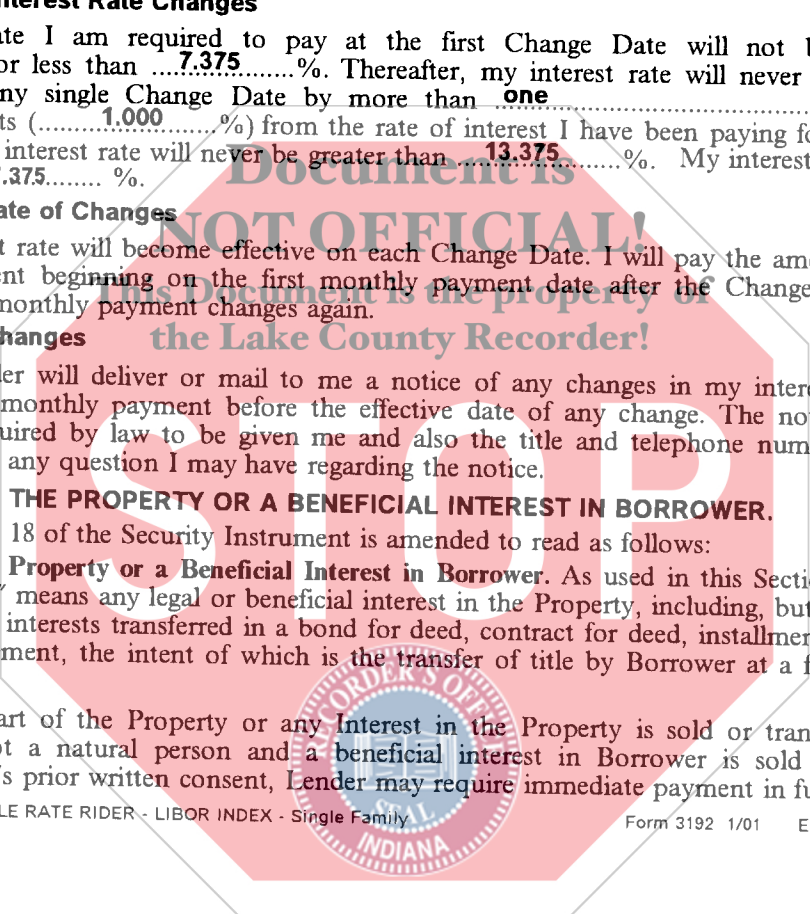 nterest Rate Changes
ate I am required to pay at the first Change Date will not
or less than ....7.375........%. Thereafter, my interest rate will never
ny single Change Date by more than one
ts (..........1.000..........%) from the rate of interest I have been paying fo
interest rate will never be greater than .....13.375..........%. My interest
7.375........ %.
Document is
ate of Changes
NOT OFFICIAL!
t rate will become effective on each Change Date. I will pay the am
ent beginning on the first monthly payment date after the Change
This Document is the property of
monthly payment changes again.
hanges
the Lake County Recorder!
er will deliver or mail to me a notice of any changes in my inter
monthly payment before the effective date of any change. The no
uired by law to be given me and also the title and telephone num
any question I may have regarding the notice.
STOP
THE PROPERTY OR A BENEFICIAL INTEREST IN BORROWER.
18 of the Security Instrument is amended to read as follows:
Property or a Beneficial Interest in Borrower. As used in this Secti
" means any legal or beneficial interest in the Property, including, but
interests transferred in a bond for deed, contract for deed, installmen
ment, the intent of which is the transfer of title by Borrower at a f
RECORDER'S OFFICE
art of the Property or any Interest in the Property is sold or tran
ot a natural person and a beneficial interest in Borrower is sold
's prior written consent, Lender may require immediate payment in fu
SEAL
LE RATE RIDER - LIBOR INDEX - Single Family
Form 3192 1/01 E
INDIANA